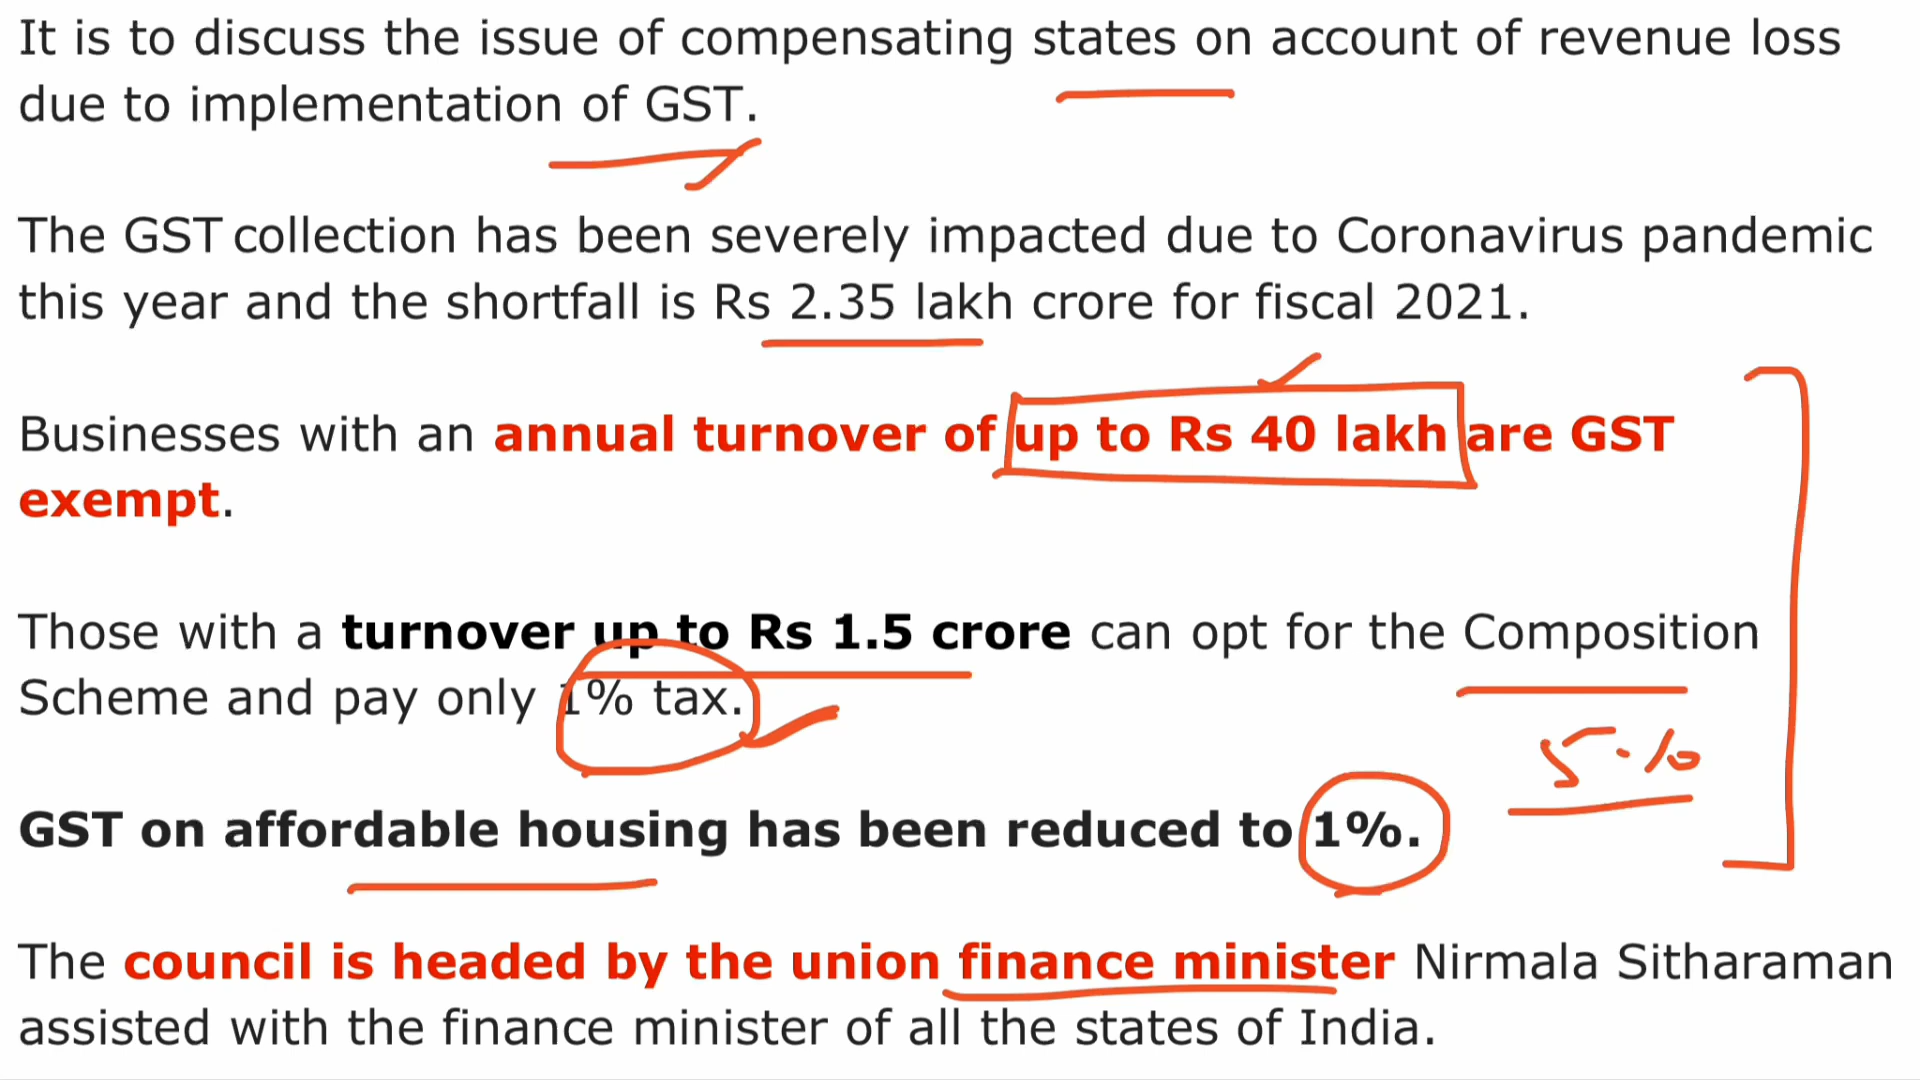 It is to discuss the issue of compensating states on account of revenue loss
due to implementation of GST.
The GST collection has been severely impacted due to Coronavirus pandemic
this year and the shortfall is Rs 2.35 lakh crore for fiscal 2021.
Businesses with an annual turnover of up to Rs 40 lakh are GST
exempt.
Those with a turnover up to Rs 1.5 crore can opt for the Composition
Scheme and pay only 1% tax.
5%
GST on affordable housing has been reduced to 1%.
The council is headed by the union finance minister Nirmala Sitharaman
assisted with the finance minister of all the states of India.